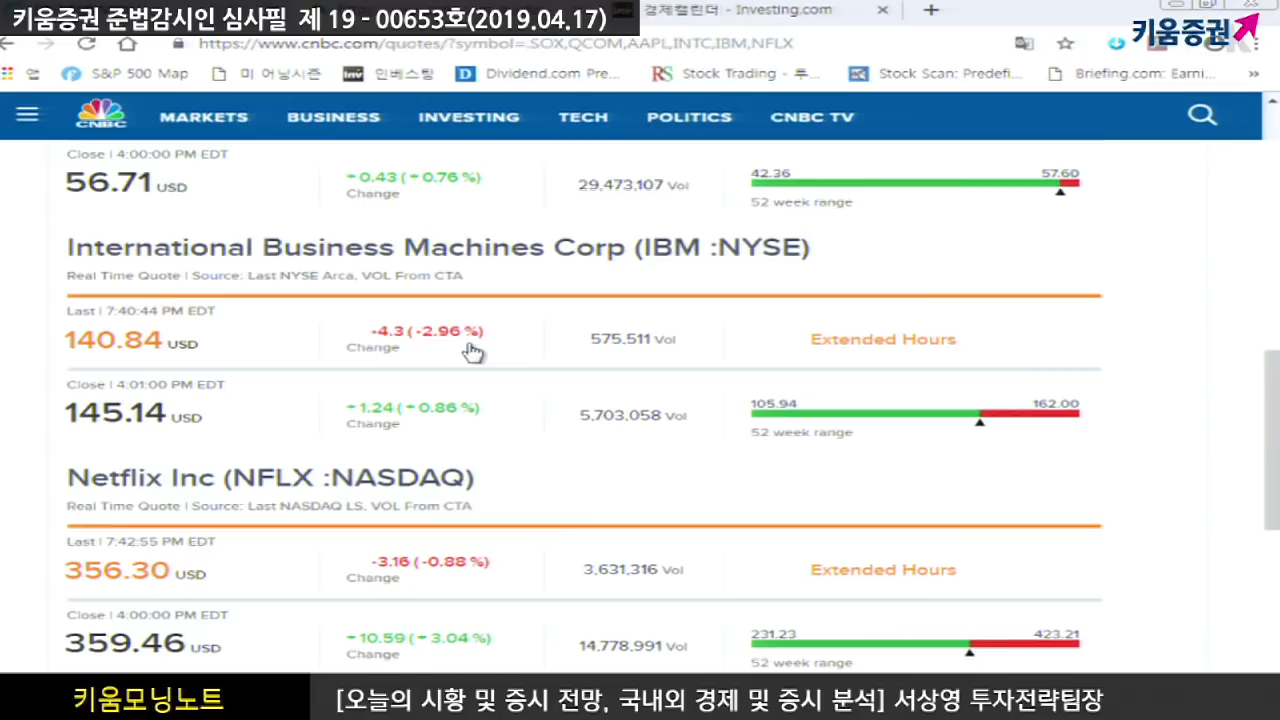 키움증권 준법감시인 심사필 제 19 - 00653호(2019.04.17)
경제캘린더 - Investing.com
키움증권
https://www.cnbc.com/quotes/?symbol=.SOX,QCOM,AAPL,INTC,IBM,NFLX
앱 S&P 500 Map 미 어닝시즌 Inv 인베스팅 D Dividend.com Pre... RS Stock Trading - 투... Stock Scan: Predefi... Briefing.com: Earni... »
CNBC MARKETS BUSINESS INVESTING TECH POLITICS CNBC TV
Close | 4:00:00 PM EDT
56.71 USD
+0.43 (+0.76 %)
Change
29,473,107 Vol
42.36 57.60
52 week range
International Business Machines Corp (IBM :NYSE)
Real Time Quote | Source: Last NYSE Arca, VOL From CTA
Last | 7:40:44 PM EDT
140.84 USD
-4.3 (-2.96 %)
Change
575,511 Vol
Extended Hours
Close | 4:01:00 PM EDT
145.14 USD
+1.24 (+0.86 %)
Change
5,703,058 Vol
105.94 162.00
52 week range
Netflix Inc (NFLX :NASDAQ)
Real Time Quote | Source: Last NASDAQ LS, VOL From CTA
Last | 7:42:55 PM EDT
356.30 USD
-3.16 (-0.88 %)
Change
3,631,316 Vol
Extended Hours
Close | 4:00:00 PM EDT
359.46 USD
+10.59 (+3.04 %)
Change
14,778,991 Vol
231.23 423.21
52 week range
키움모닝노트
[오늘의 시황 및 증시 전망, 국내외 경제 및 증시 분석] 서상영 투자전략팀장